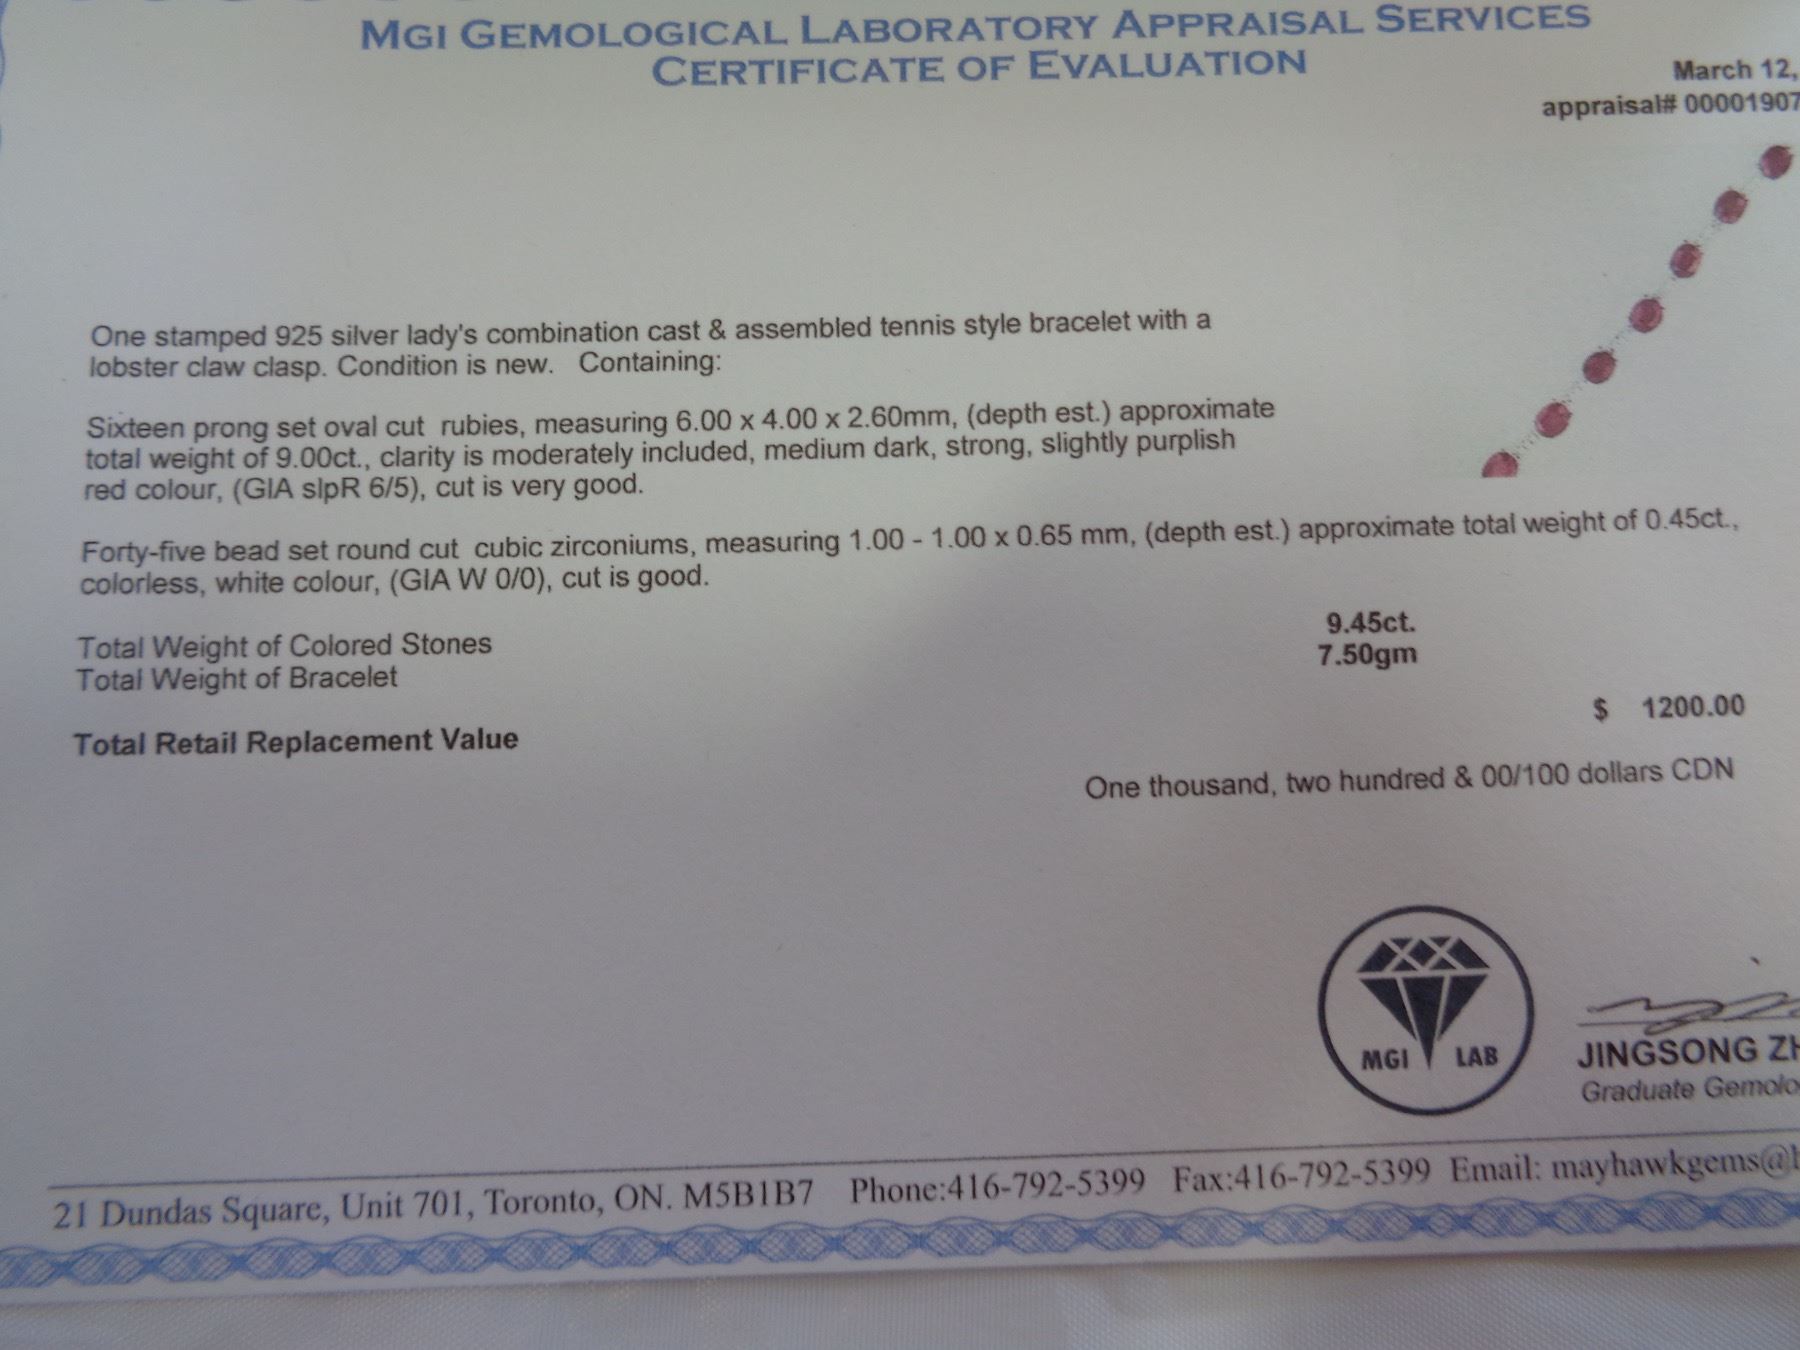 MGI GEMOLOGICAL LABORATORY APPRAISAL SERVICES
CERTIFICATE OF EVALUATION
March 12,
appraisal# 00001907
One stamped 925 silver lady's combination cast & assembled tennis style bracelet with a
lobster claw clasp. Condition is new. Containing:
Sixteen prong set oval cut rubies, measuring 6.00 x 4.00 x 2.60mm, (depth est.) approximate
total weight of 9.00ct., clarity is moderately included, medium dark, strong, slightly purplish
red colour, (GIA slpR 6/5), cut is very good.
Forty-five bead set round cut cubic zirconiums, measuring 1.00 - 1.00 x 0.65 mm, (depth est.) approximate total weight of 0.45ct.,
colorless, white colour, (GIA W 0/0), cut is good.
Total Weight of Colored Stones 9.45ct.
Total Weight of Bracelet 7.50gm
Total Retail Replacement Value $ 1200.00
One thousand, two hundred & 00/100 dollars CDN
MGI LAB
JINGSONG ZH
Graduate Gemolo
21 Dundas Square, Unit 701, Toronto, ON. M5B1B7 Phone:416-792-5399 Fax:416-792-5399 Email: mayhawkgems@h